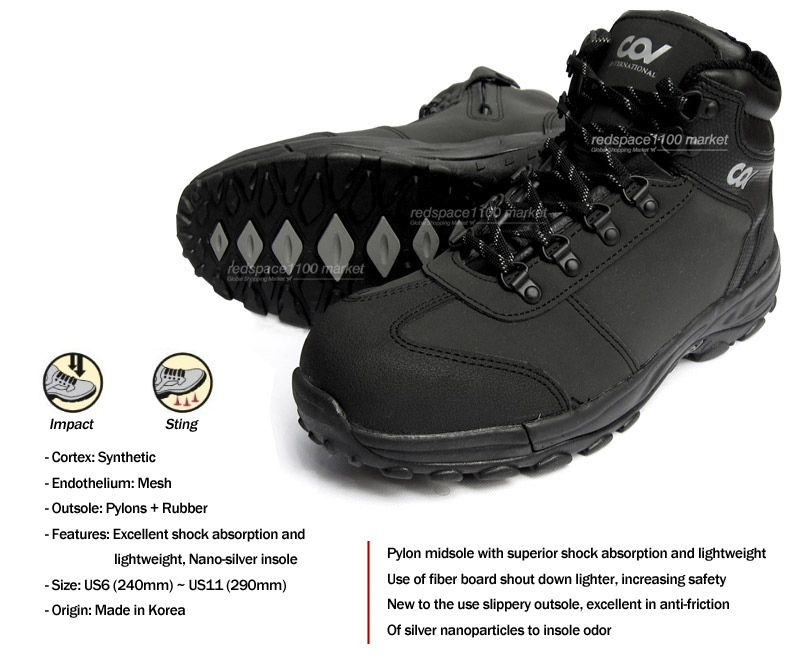 COV
INTERNATIONAL
redspace1100 market
Global Shopping Market
COV
redspace1100 market
Global Shopping Market
redspace1100 market
Global Shopping Market
Impact
Sting
- Cortex: Synthetic
- Endothelium: Mesh
- Outsole: Pylons + Rubber
- Features: Excellent shock absorption and
lightweight, Nano-silver insole
- Size: US6 (240mm) ~ US11 (290mm)
- Origin: Made in Korea
Pylon midsole with superior shock absorption and lightweight
Use of fiber board shout down lighter, increasing safety
New to the use slippery outsole, excellent in anti-friction
Of silver nanoparticles to insole odor